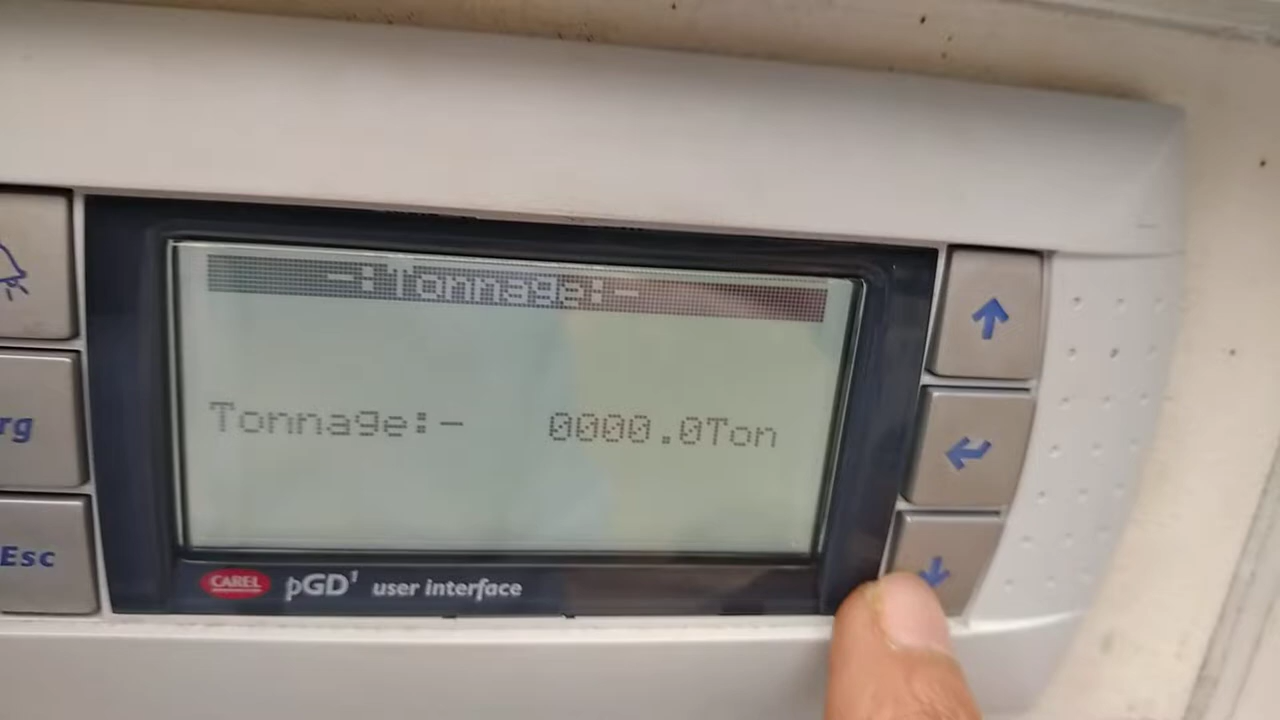 -:Tonnage:-
Tonnage:- 0000.0Ton
rg
Esc
CAREL pGD1 user interface